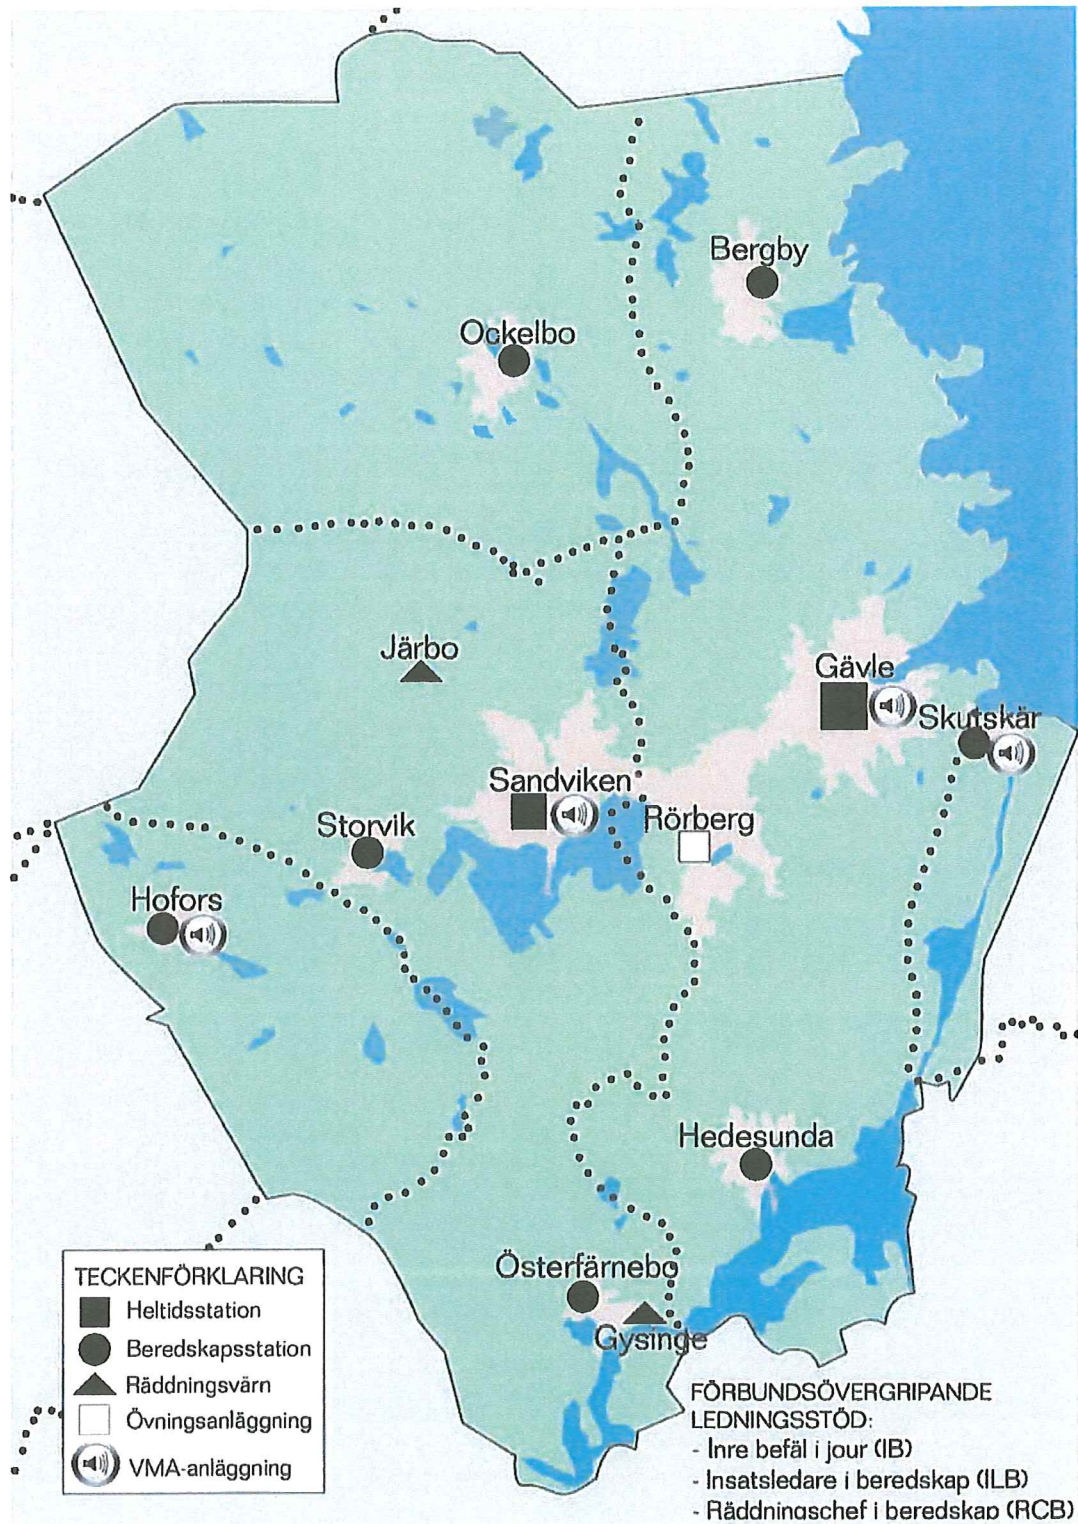 Bergby
Ockelbo
Järbo
Gävle
Skutskär
Sandviken
Storvik
Rörberg
Hofors
Hedesunda
Österfärnebo
Gysinge
TECKENFÖRKLARING
Heltidsstation
Beredskapsstation
Räddningsvärn
Övningsanläggning
VMA-anläggning
FÖRBUNDSÖVERGRIPANDE
LEDNINGSSTÖD:
- Inre befäl i jour (IB)
- Insatsledare i beredskap (ILB)
- Räddningschef i beredskap (RCB)